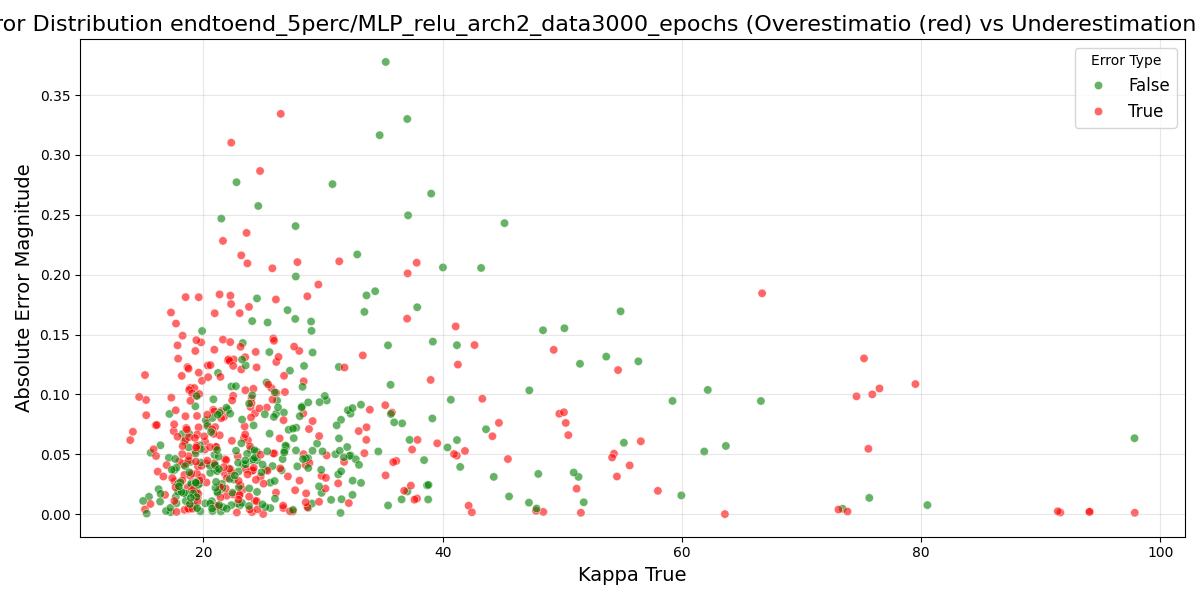 ror Distribution endtoend_5perc/MLP_relu_arch2_data3000_epochs (Overestimatio (red) vs Underestimation
Error Type
False
True
Absolute Error Magnitude
0.35
0.30
0.25
0.20
0.15
0.10
0.05
0.00
20 40 60 80 100
Kappa True